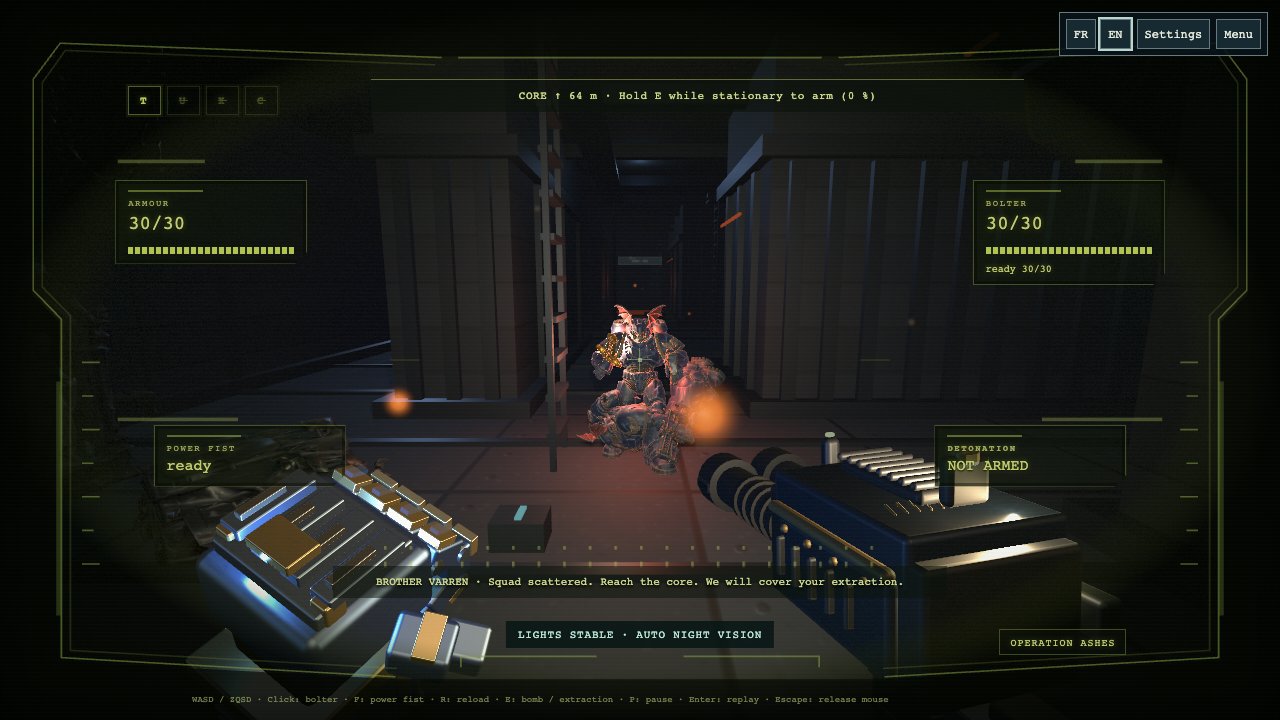 FR EN Settings Menu
T U X C
CORE ↑ 64 m · Hold E while stationary to arm (0 %)
ARMOUR
30/30
BOLTER
30/30
ready 30/30
POWER FIST
ready
DETONATION
NOT ARMED
BROTHER VARREN · Squad scattered. Reach the core. We will cover your extraction.
LIGHTS STABLE · AUTO NIGHT VISION
OPERATION ASHES
WASD / ZQSD · Click: bolter · F: power fist · R: reload · E: bomb / extraction · P: pause · Enter: replay · Escape: release mouse